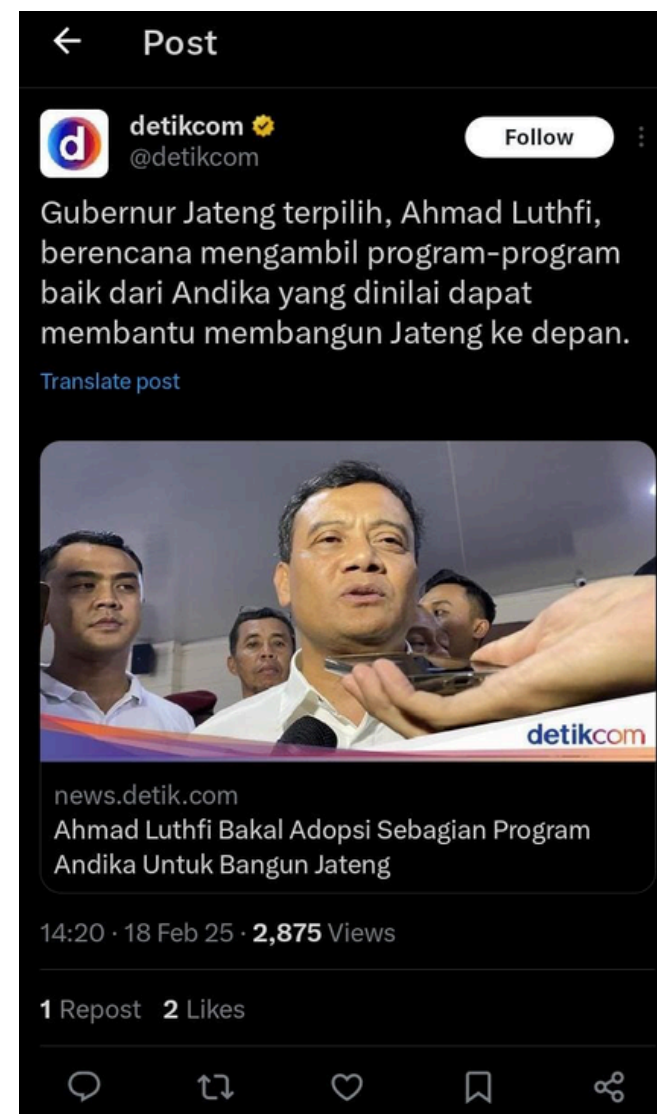 Post
detikcom
@detikcom
Follow
Gubernur Jateng terpilih, Ahmad Luthfi,
berencana mengambil program-program
baik dari Andika yang dinilai dapat
membantu membangun Jateng ke depan.
Translate post
detikcom
news.detik.com
Ahmad Luthfi Bakal Adopsi Sebagian Program
Andika Untuk Bangun Jateng
14:20 · 18 Feb 25 · 2,875 Views
1 Repost 2 Likes